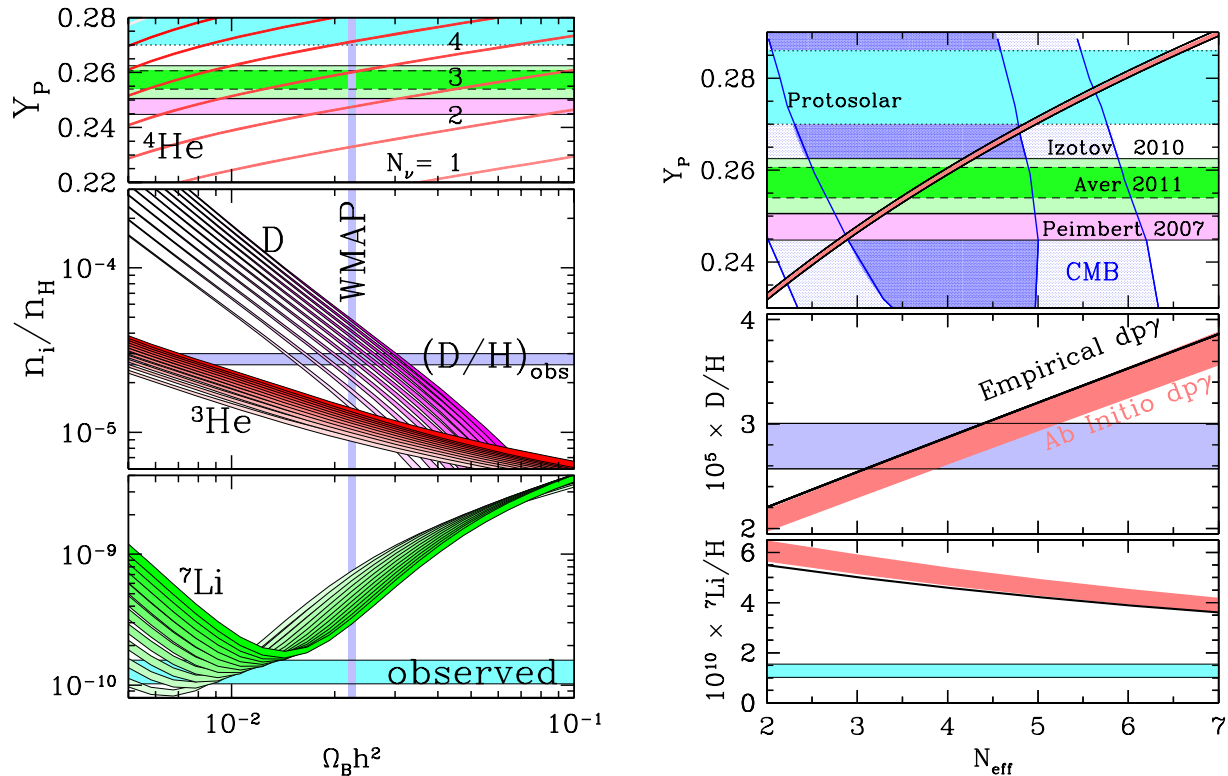 0.28
0.26
0.24
0.22
Y_P
4
3
2
N_ν= 1
⁴He
10⁻⁴
10⁻⁵
n_i/n_H
D
WMAP
(D/H)_obs
³He
10⁻⁹
10⁻¹⁰
⁷Li
observed
10⁻² 10⁻¹
Ω_B h²
0.28
0.26
0.24
Y_P
Protosolar
Izotov 2010
Aver 2011
Peimbert 2007
CMB
4
3
2
10⁵ × D/H
Empirical dpγ
Ab Initio dpγ
6
4
2
0
10¹⁰ × ⁷Li/H
2 3 4 5 6 7
N_eff